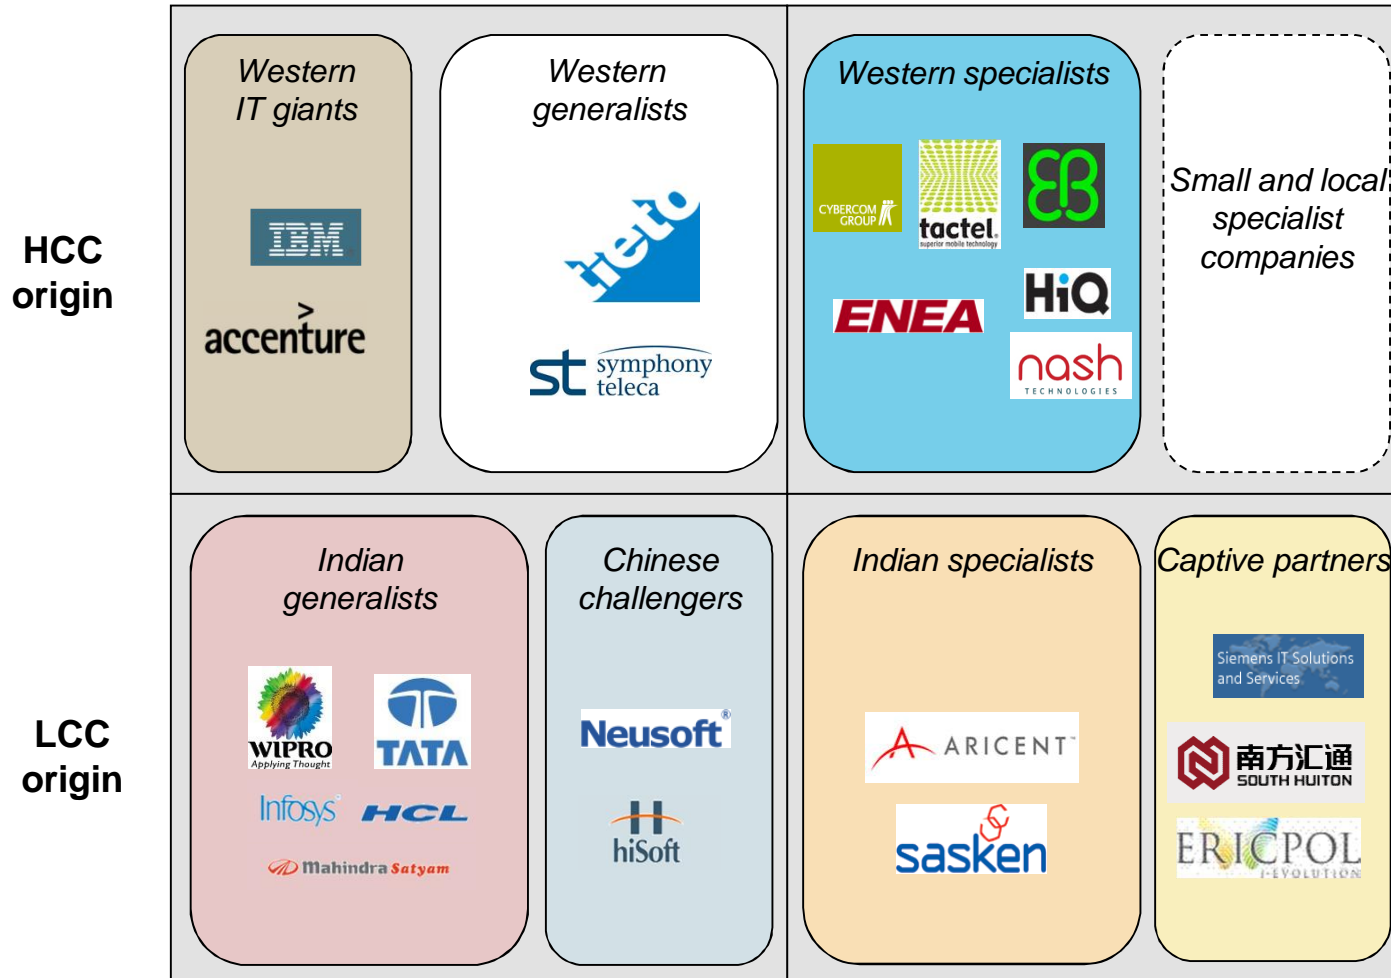 HCC
origin
Western
IT giants
IBM
accenture
Western
generalists
tieto
st symphony
teleca
Western specialists
CYBERCOM
GROUP
tactel.
superior mobile technology
EB
ENEA
HiQ
nash
TECHNOLOGIES
Small and local
specialist
companies
LCC
origin
Indian
generalists
WIPRO
Applying Thought
TATA
Infosys®
HCL
Mahindra Satyam
Chinese
challengers
Neusoft®
H
hiSoft
Indian specialists
ARICENT™
sasken
Captive partners
Siemens IT Solutions
and Services
南方汇通
SOUTH HUITON
ERICPOL
i-EVOLUTION